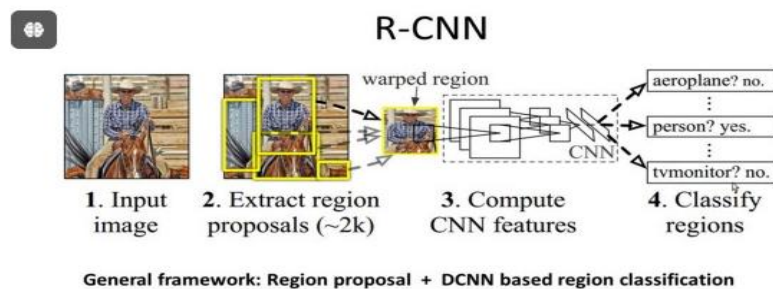 R-CNN
warped region
aeroplane? no.
person? yes.
tvmonitor? no.
CNN
1. Input
image
2. Extract region
proposals (~2k)
3. Compute
CNN features
4. Classify
regions
General framework: Region proposal + DCNN based region classification